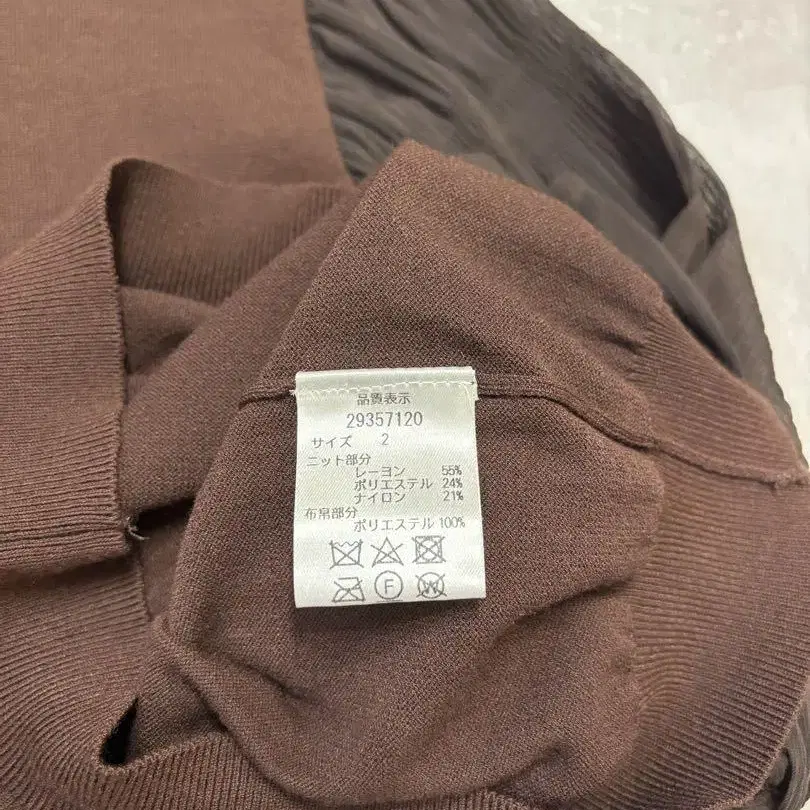 品質表示
29357120
サイズ 2
ニット部分
レーヨン 55%
ポリエステル 24%
ナイロン 21%
布帛部分
ポリエステル 100%
F W